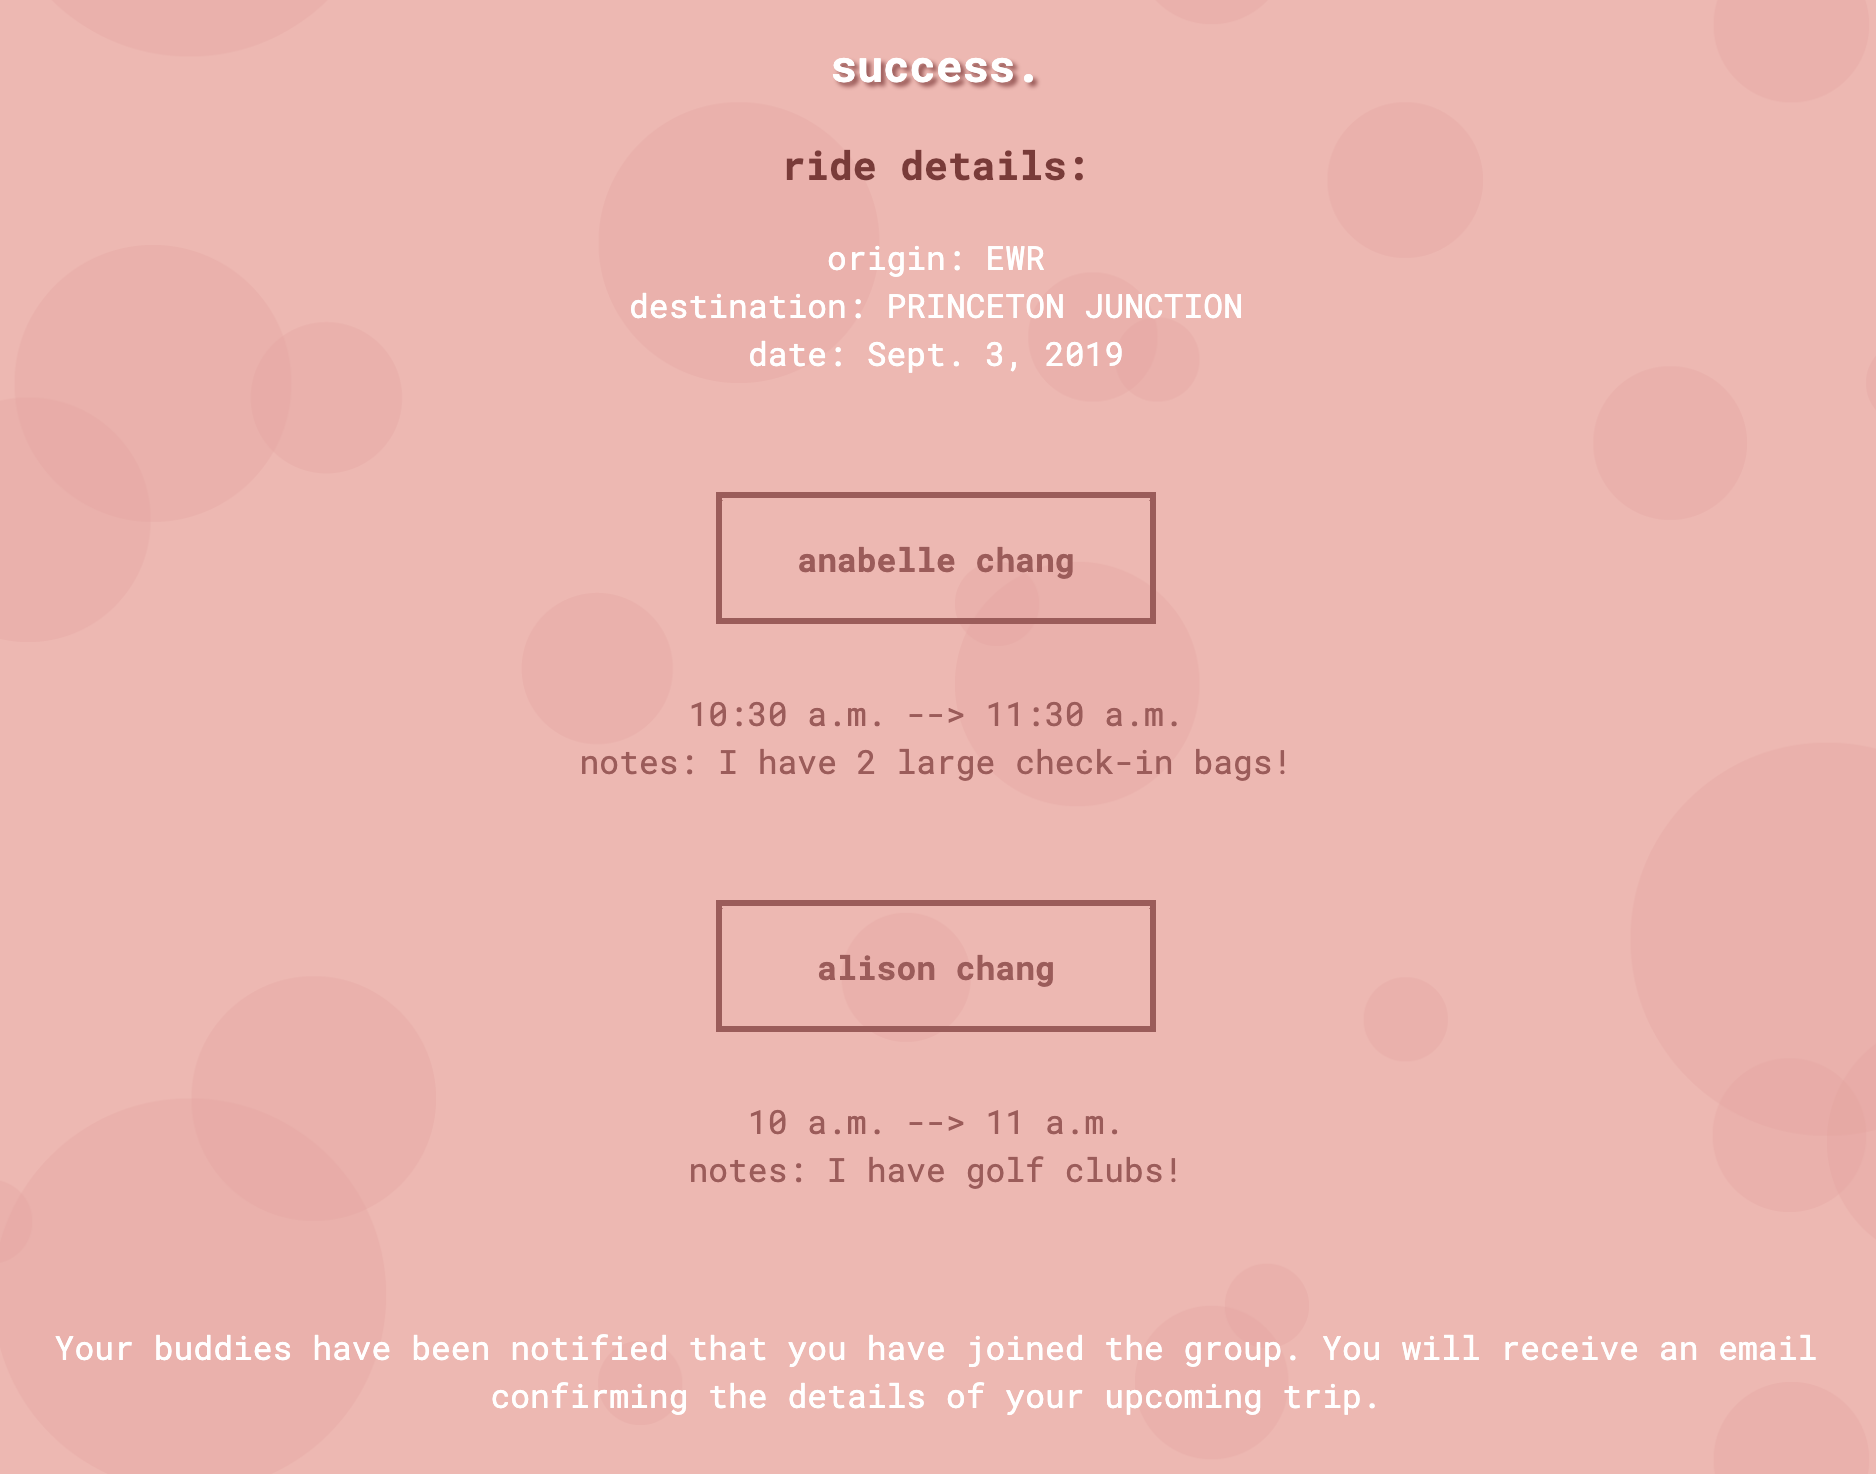 success.
ride details:
origin: EWR
destination: PRINCETON JUNCTION
date: Sept. 3, 2019
anabelle chang
10:30 a.m. --> 11:30 a.m.
notes: I have 2 large check-in bags!
alison chang
10 a.m. --> 11 a.m.
notes: I have golf clubs!
Your buddies have been notified that you have joined the group. You will receive an email
confirming the details of your upcoming trip.